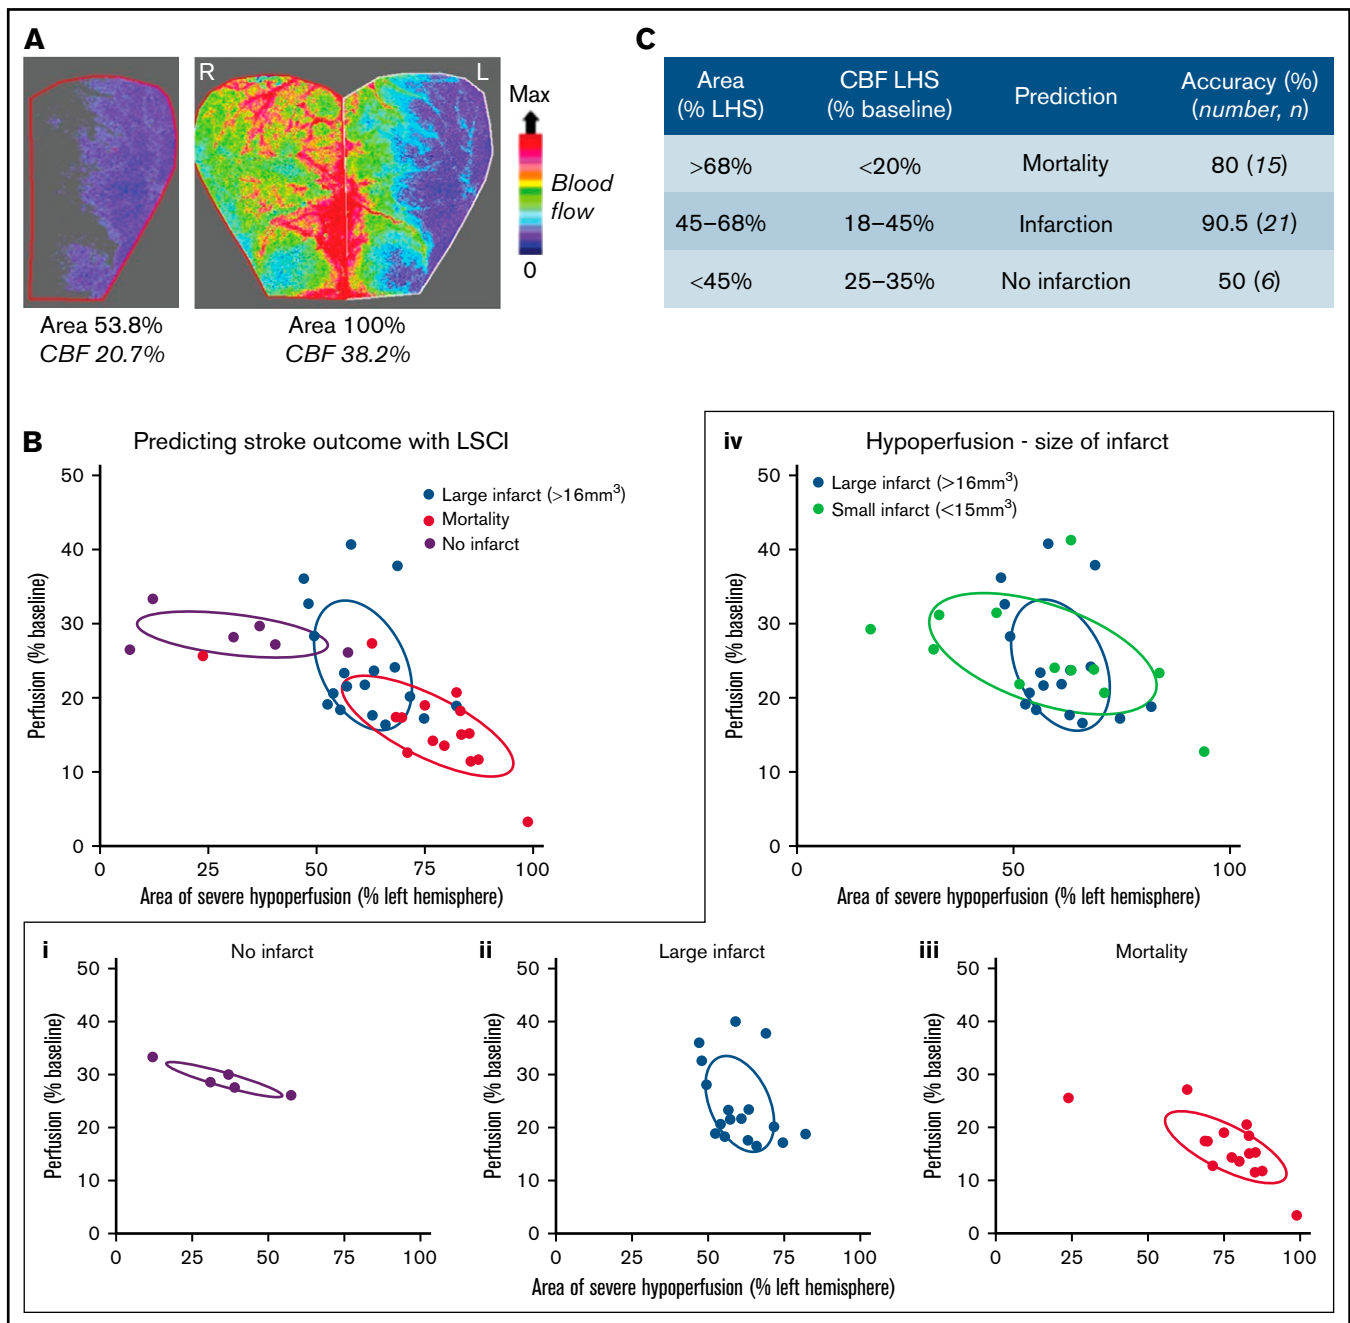 A
R
L
Max
Blood
flow
0
Area 53.8%
CBF 20.7%
Area 100%
CBF 38.2%
C
Area
(% LHS)
CBF LHS
(% baseline)
Prediction
Accuracy (%)
(number, n)
>68% <20% Mortality 80 (15)
45–68% 18–45% Infarction 90.5 (21)
<45% 25–35% No infarction 50 (6)
B
Predicting stroke outcome with LSCI
50
40
30
20
10
0
Perfusion (% baseline)
Large infarct (>16mm³)
Mortality
No infarct
0 25 50 75 100
Area of severe hypoperfusion (% left hemisphere)
iv
Hypoperfusion - size of infarct
50
40
30
20
10
0
Perfusion (% baseline)
Large infarct (>16mm³)
Small infarct (<15mm³)
0 50 100
Area of severe hypoperfusion (% left hemisphere)
i
No infarct
50
40
30
20
10
0
Perfusion (% baseline)
0 25 50 75 100
ii
Large infarct
50
40
30
20
10
0
Perfusion (% baseline)
0 25 50 75 100
Area of severe hypoperfusion (% left hemisphere)
iii
Mortality
50
40
30
20
10
0
Perfusion (% baseline)
0 25 50 75 100